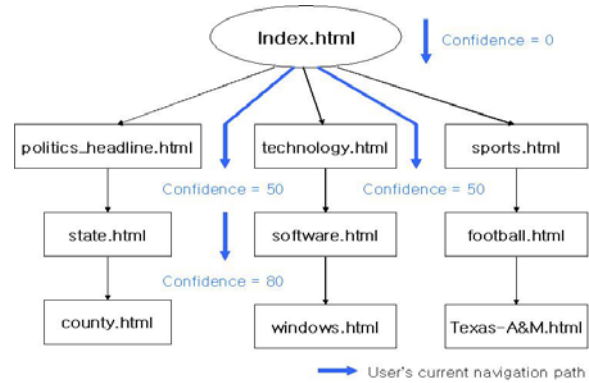 Index.html
Confidence = 0
politics_headline.html
technology.html
sports.html
Confidence = 50
Confidence = 50
state.html
software.html
football.html
Confidence = 80
county.html
windows.html
Texas-A&M.html
User's current navigation path